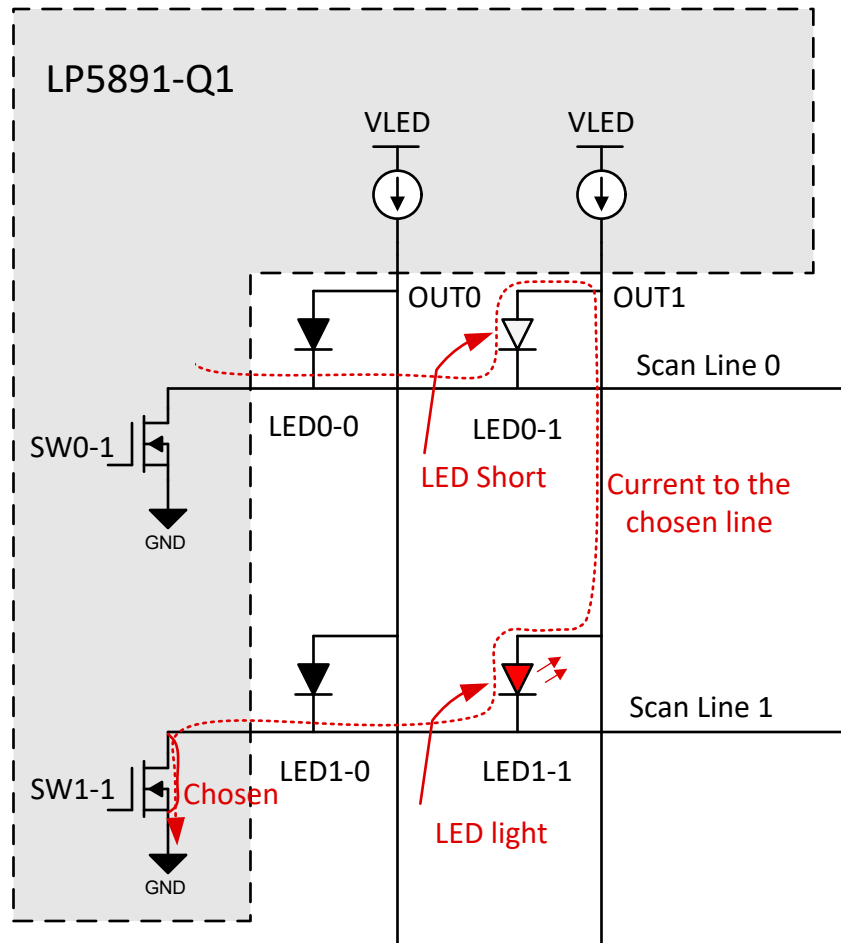 LP5891-Q1
VLED
VLED
OUT0
OUT1
Scan Line 0
LED0-0
LED0-1
SW0-1
LED Short
Current to the
chosen line
GND
Scan Line 1
LED1-0
LED1-1
SW1-1
Chosen
LED light
GND